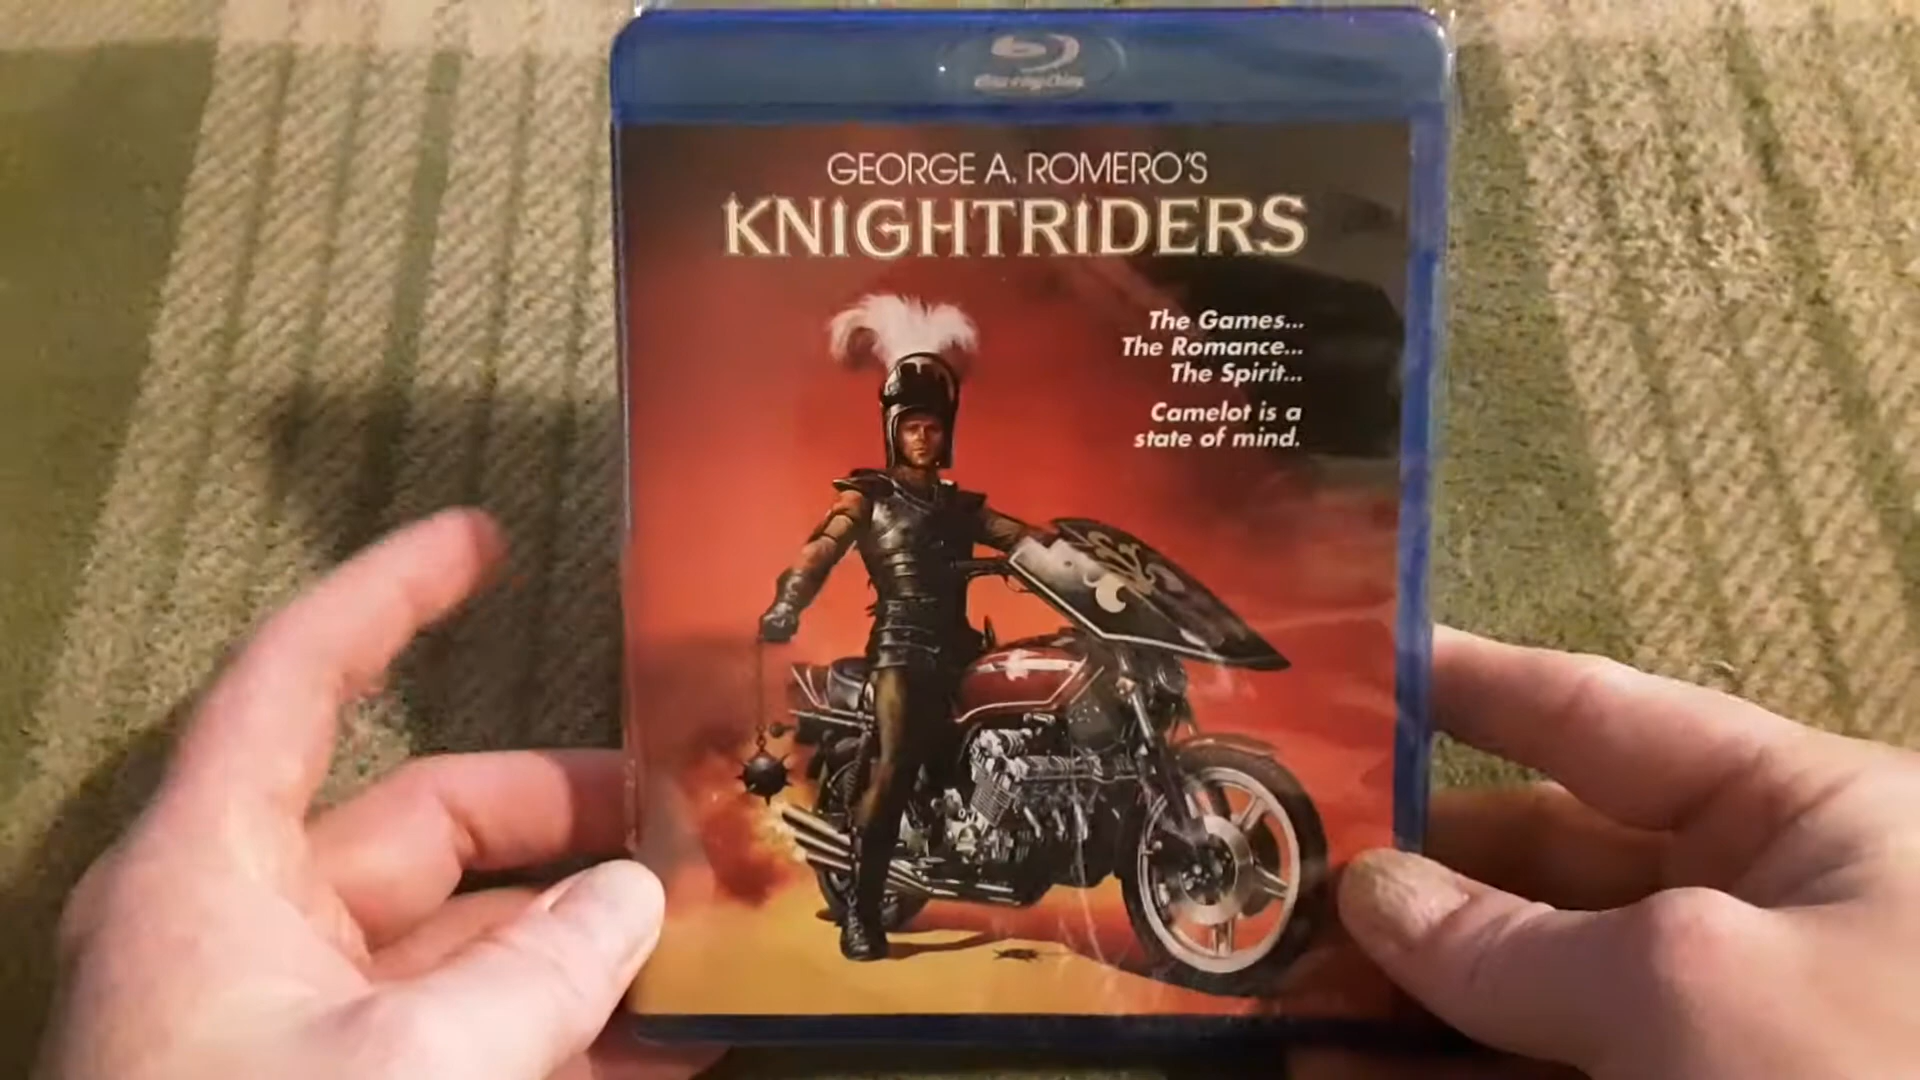 GEORGE A. ROMERO'S
KNIGHTRIDERS
The Games...
The Romance...
The Spirit...
Camelot is a
state of mind.